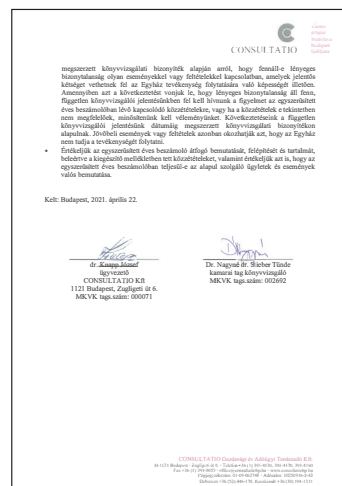 CONSULTATIO
megszerzett könyvvizsgálati bizonyíték alapján arról, hogy fennáll-e lényeges
bizonytalanság olyan eseményekkel vagy feltételekkel kapcsolatban, amelyek jelentős
kétséget vethetnek fel az Egyház tevékenység folytatására való képességét illetően.
Amennyiben azt a következtetést vonjuk le, hogy lényeges bizonytalanság áll fenn,
független könyvvizsgálói jelentésünkben fel kell hívnunk a figyelmet az egyszerűsített
éves beszámolóban lévő kapcsolódó közzétételekre, vagy ha a közzétételek e tekintetben
nem megfelelőek, minősítenünk kell véleményünket. Következtetéseink a független
könyvvizsgálói jelentésünk dátumáig megszerzett könyvvizsgálati bizonyítékon
alapulnak. Jövőbeli események vagy feltételek azonban okozhatják azt, hogy az Egyház
nem tudja a tevékenységét folytatni.
• Értékeljük az egyszerűsített éves beszámoló átfogó bemutatását, felépítését és tartalmát,
beleértve a kiegészítő mellékletben tett közzétételeket, valamint értékeljük azt is, hogy az
egyszerűsített éves beszámolóban teljesül-e az alapul szolgáló ügyletek és események
valós bemutatása.
Kelt: Budapest, 2021. április 22.
dr. Knapp József
ügyvezető
CONSULTATIO Kft
1121 Budapest, Zugligeti út 6.
MKVK tags.szám: 000071
Dr. Nagyné dr. Stieber Tünde
kamarai tag könyvvizsgáló
MKVK tags.szám: 002692
CONSULTATIO Gazdasági és Adóügyi Tanácsadó Kft.